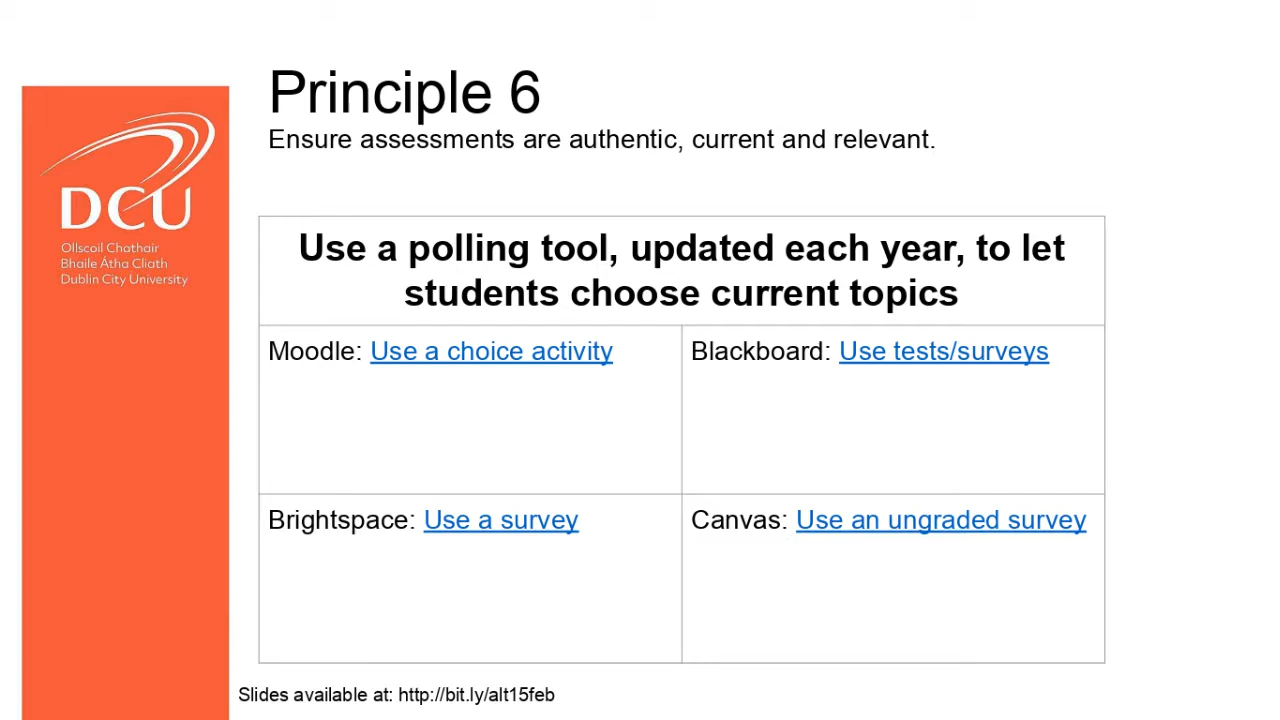 Principle 6
Ensure assessments are authentic, current and relevant.
DCU
Ollscoil Chathair
Bhaile Átha Cliath
Dublin City University
Use a polling tool, updated each year, to let
students choose current topics
Moodle: Use a choice activity
Blackboard: Use tests/surveys
Brightspace: Use a survey
Canvas: Use an ungraded survey
Slides available at: http://bit.ly/alt15feb